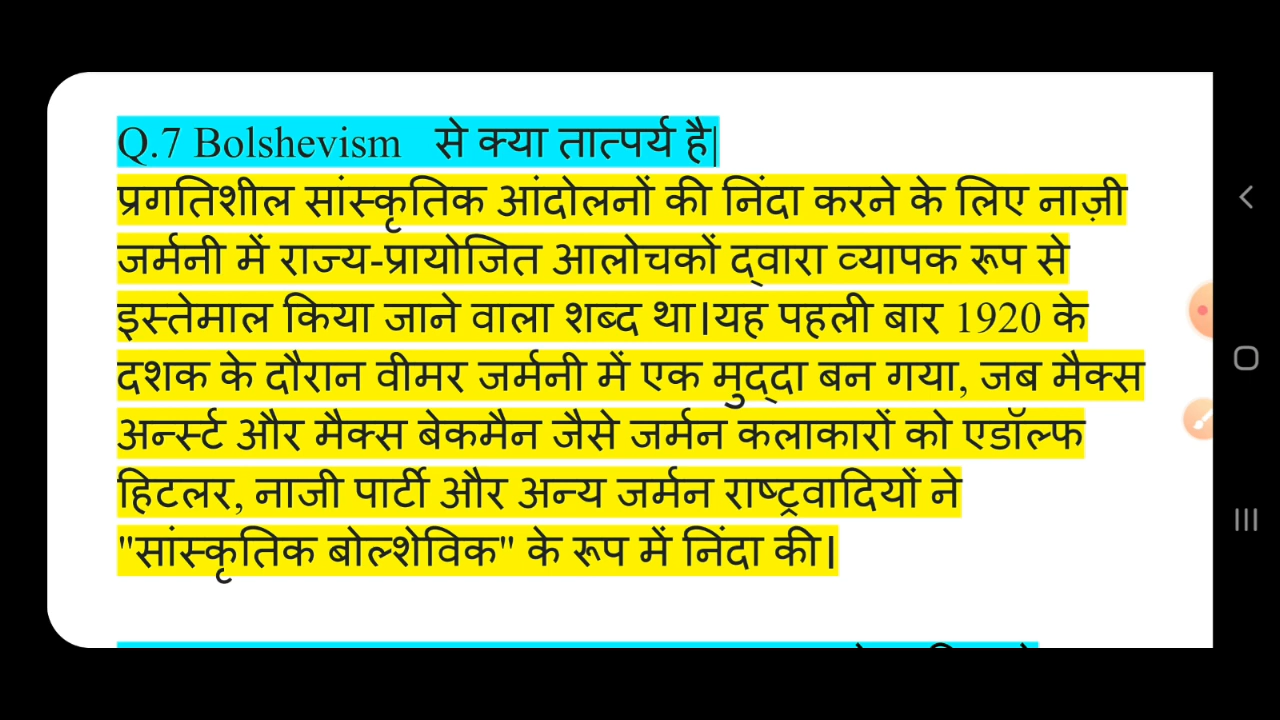 Q.7 Bolshevism से क्या तात्पर्य है|
प्रगतिशील सांस्कृतिक आंदोलनों की निंदा करने के लिए नाज़ी
जर्मनी में राज्य-प्रायोजित आलोचकों द्वारा व्यापक रूप से
इस्तेमाल किया जाने वाला शब्द था।यह पहली बार 1920 के
दशक के दौरान वीमर जर्मनी में एक मुद्दा बन गया, जब मैक्स
अर्न्स्ट और मैक्स बेकमैन जैसे जर्मन कलाकारों को एडॉल्फ
हिटलर, नाजी पार्टी और अन्य जर्मन राष्ट्रवादियों ने
"सांस्कृतिक बोल्शेविक" के रूप में निंदा की।